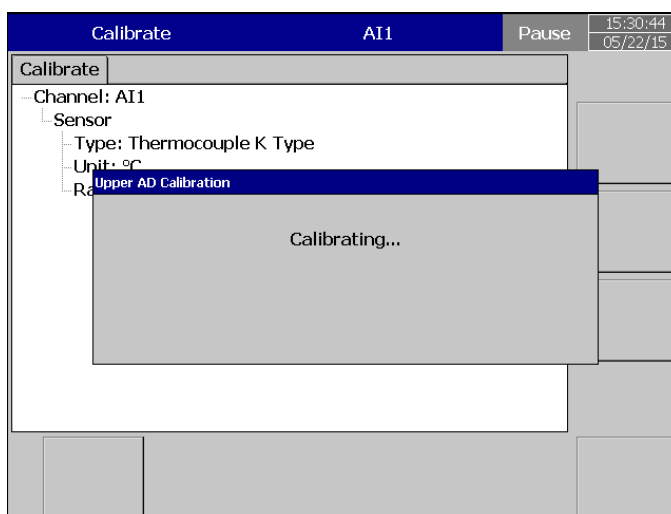 Calibrate AI1 Pause 15:30:44
05/22/15
Calibrate
Channel: AI1
Sensor
Type: Thermocouple K Type
Unit: °C
Ra
Upper AD Calibration
Calibrating...